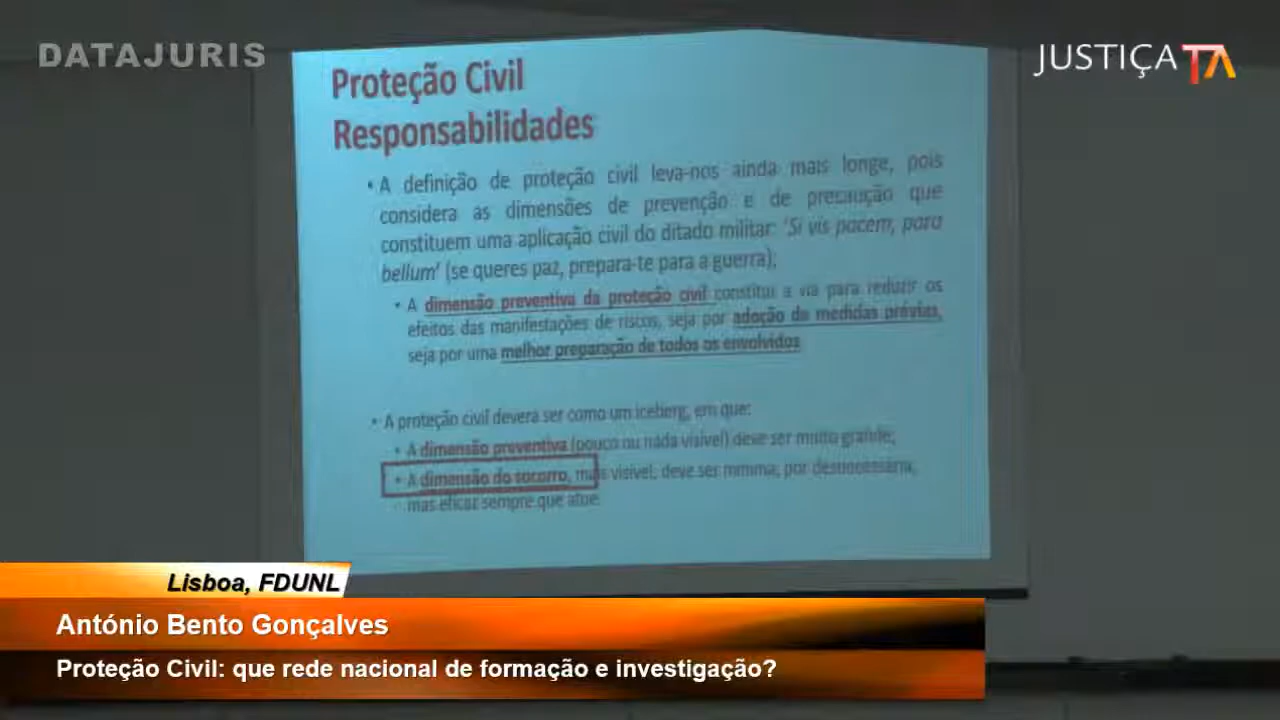 DATAJURIS
JUSTIÇA TA
Proteção Civil
Responsabilidades
• A definição de proteção civil leva-nos ainda mais longe, pois
considera as dimensões de prevenção e de precaução que
constituem uma aplicação civil do ditado militar: 'Si vis pacem, para
bellum' (se queres paz, prepara-te para a guerra);
• A dimensão preventiva da proteção civil constitui a via para reduzir os
efeitos das manifestações de riscos, seja por adoção de medidas prévias,
seja por uma melhor preparação de todos os envolvidos
• A proteção civil deverá ser como um iceberg, em que:
• A dimensão preventiva (pouco ou nada visível) deve ser muito grande;
• A dimensão do socorro, mais visível, deve ser mínima, por desnecessária,
mas eficaz sempre que atue.
Lisboa, FDUNL
António Bento Gonçalves
Proteção Civil: que rede nacional de formação e investigação?